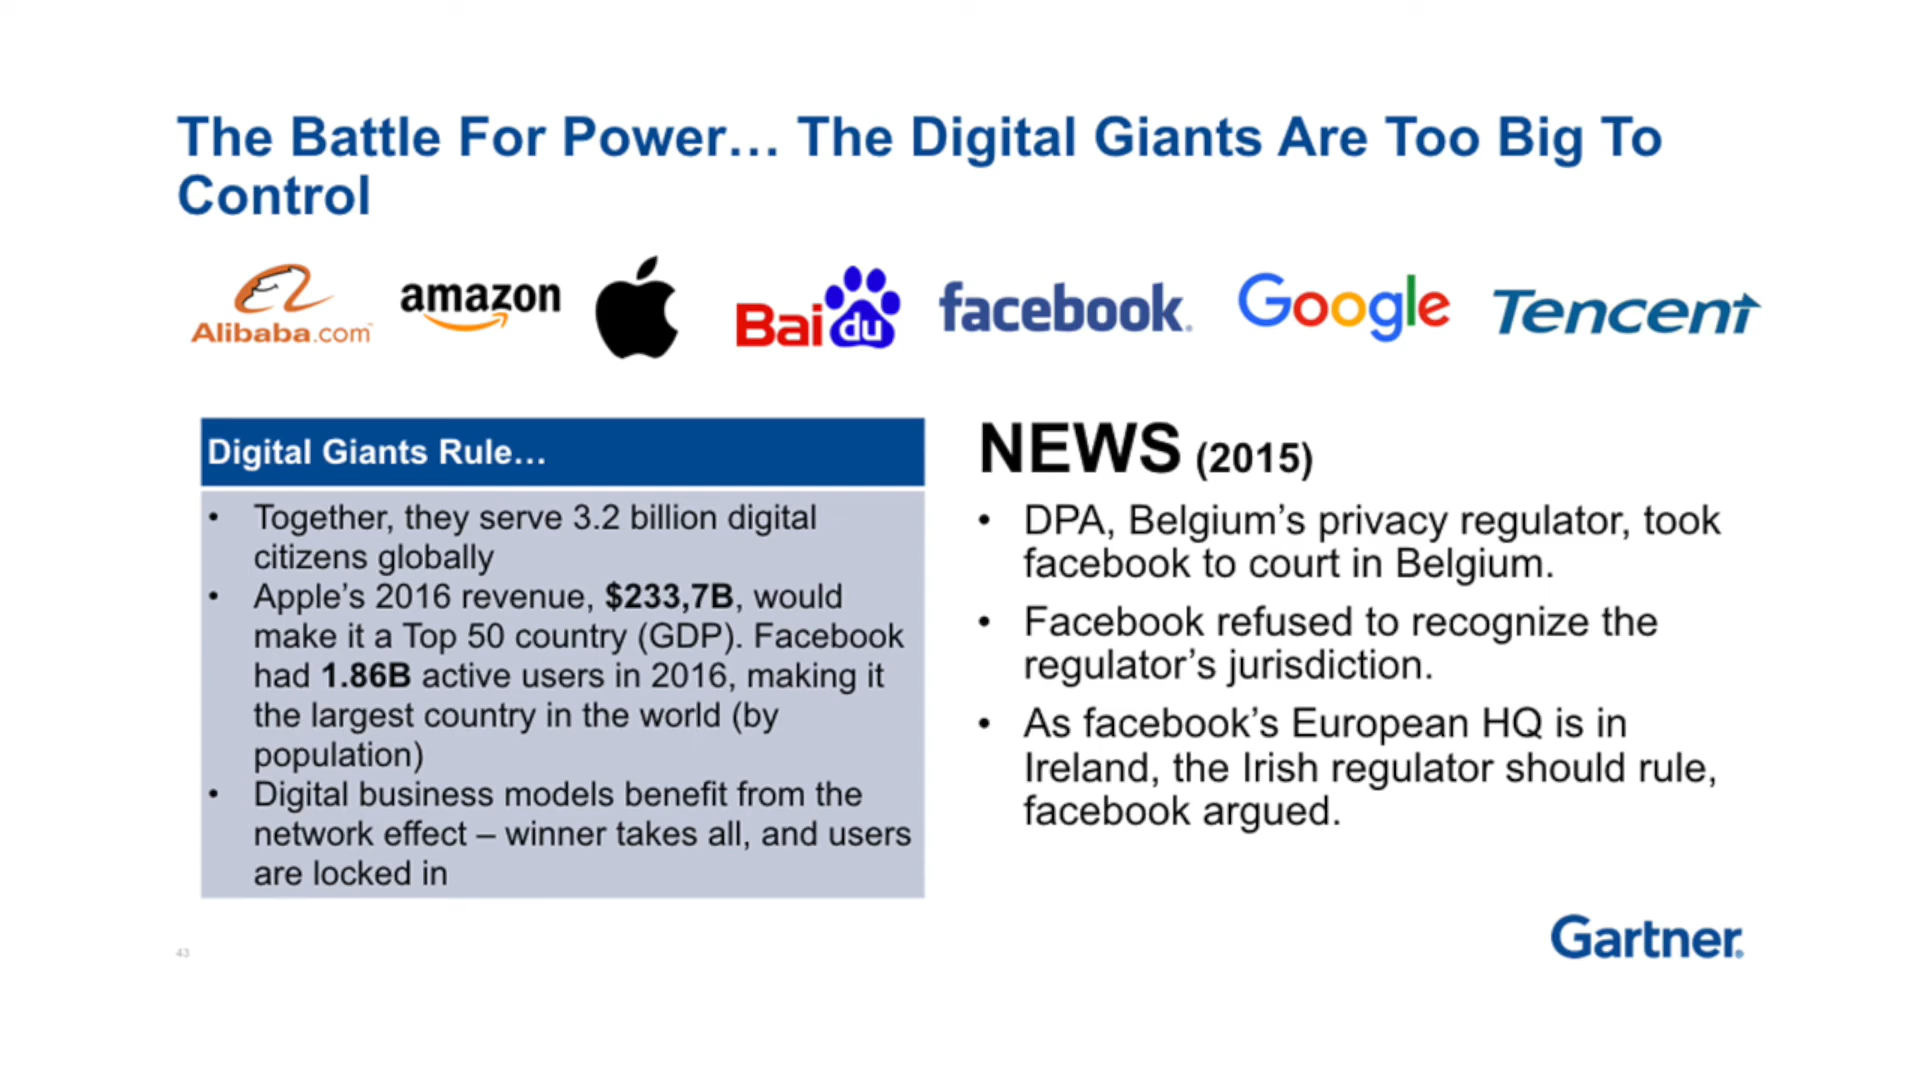 The Battle For Power… The Digital Giants Are Too Big To
Control
Alibaba.com
amazon
Baidu
facebook
Google
Tencent
Digital Giants Rule…
• Together, they serve 3.2 billion digital
citizens globally
• Apple’s 2016 revenue, $233,7B, would
make it a Top 50 country (GDP). Facebook
had 1.86B active users in 2016, making it
the largest country in the world (by
population)
• Digital business models benefit from the
network effect – winner takes all, and users
are locked in
NEWS (2015)
• DPA, Belgium’s privacy regulator, took
facebook to court in Belgium.
• Facebook refused to recognize the
regulator’s jurisdiction.
• As facebook’s European HQ is in
Ireland, the Irish regulator should rule,
facebook argued.
43
Gartner